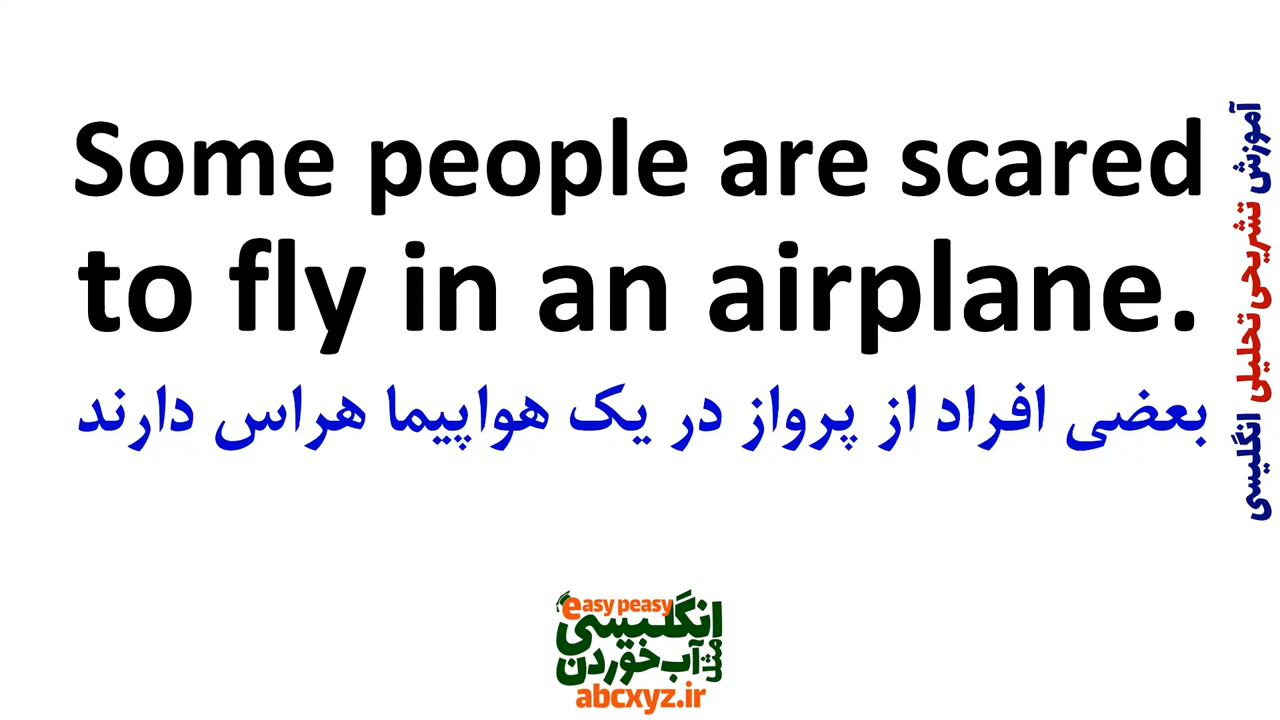 Some people are scared
to fly in an airplane.
بعضی افراد از پرواز در یک هواپیما هراس دارند
آموزش تشریحی تحلیلی انگلیسی
easy peasy
انگلیسی
مثل آب خوردن
abcxyz.ir